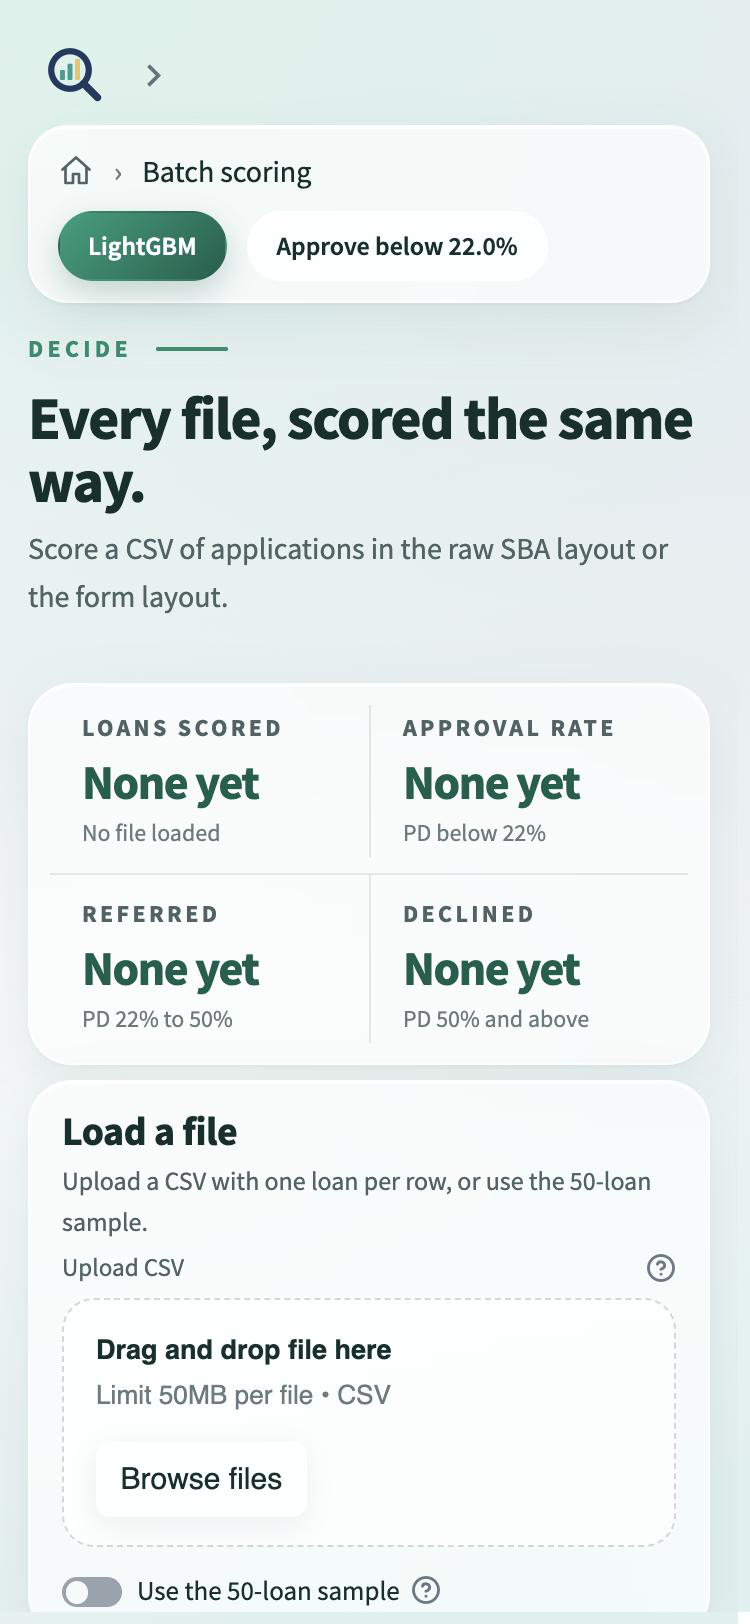 › Batch scoring
LightGBM
Approve below 22.0%
DECIDE
Every file, scored the same
way.
Score a CSV of applications in the raw SBA layout or
the form layout.
LOANS SCORED
None yet
No file loaded
APPROVAL RATE
None yet
PD below 22%
REFERRED
None yet
PD 22% to 50%
DECLINED
None yet
PD 50% and above
Load a file
Upload a CSV with one loan per row, or use the 50-loan
sample.
Upload CSV
Drag and drop file here
Limit 50MB per file • CSV
Browse files
Use the 50-loan sample